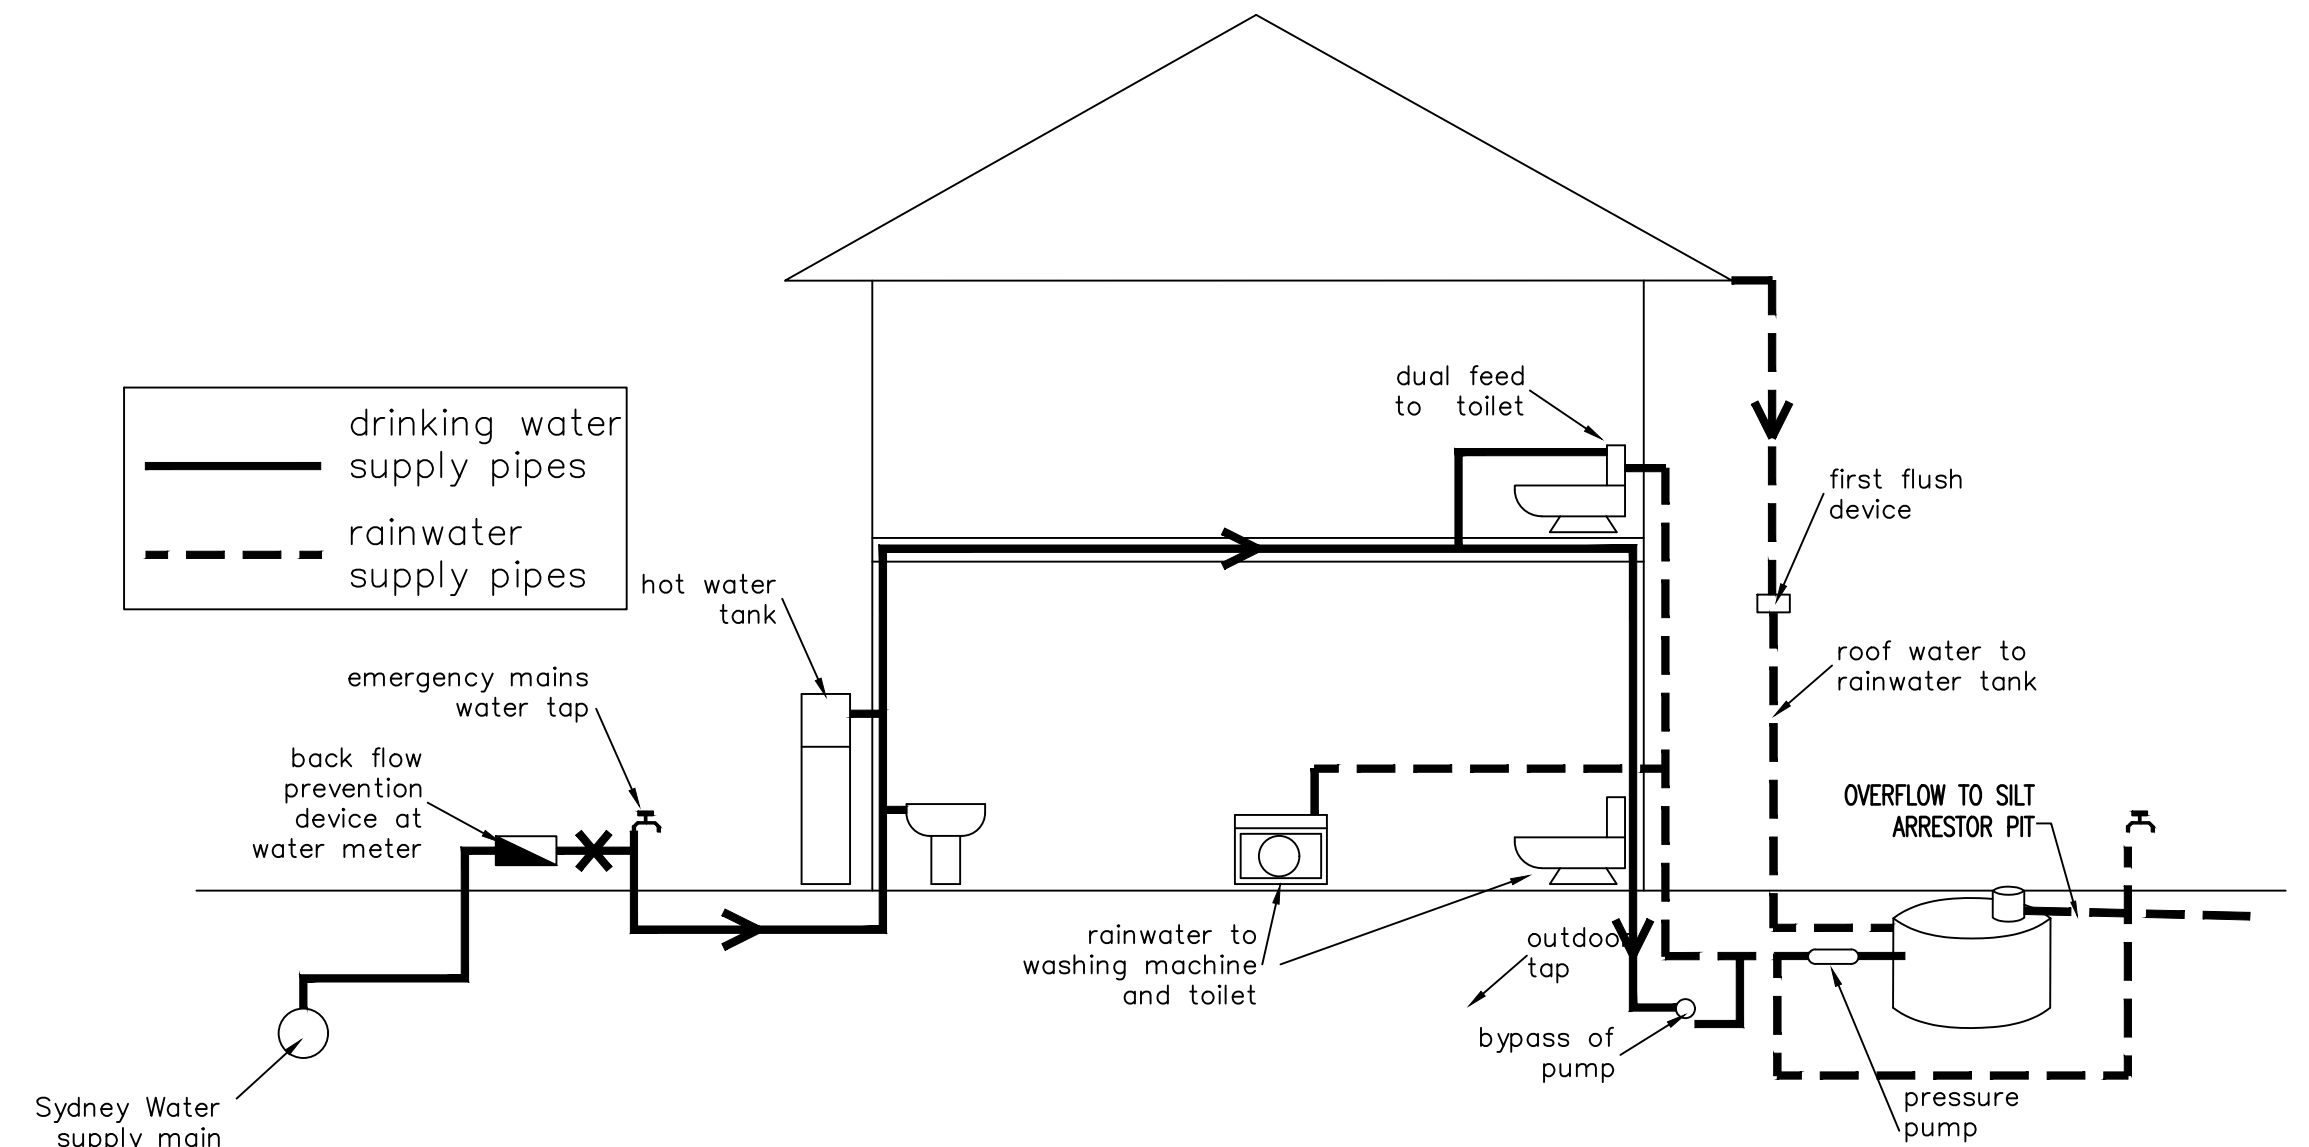 dual feed
to toilet
drinking water
supply pipes
rainwater
supply pipes
first flush
device
hot water
tank
roof water to
rainwater tank
emergency mains
water tap
back flow
prevention
device at
water meter
OVERFLOW TO SILT
ARRESTOR PIT
rainwater to
washing machine
and toilet
outdoor
tap
bypass of
pump
pressure
pump
Sydney Water
supply main